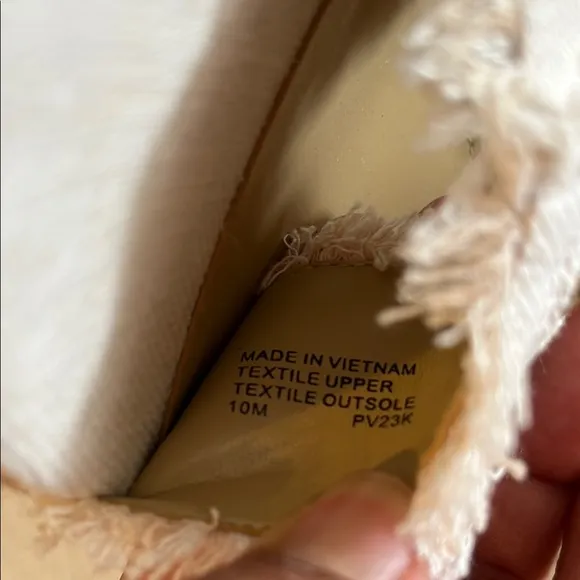 MADE IN VIETNAM
TEXTILE UPPER
TEXTILE OUTSOLE
10M PV23K